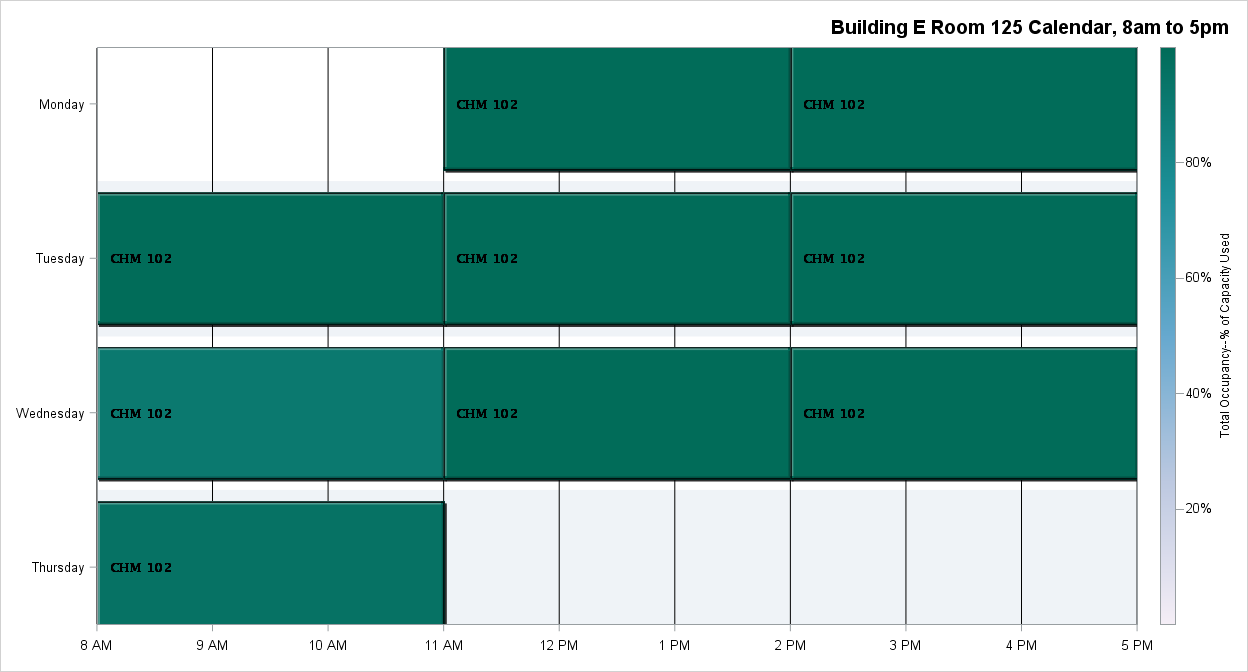 Building E Room 125 Calendar, 8am to 5pm
Monday
CHM 102
CHM 102
80%
Tuesday
CHM 102
CHM 102
CHM 102
60%
Total Occupancy--% of Capacity Used
40%
Wednesday
CHM 102
CHM 102
CHM 102
20%
Thursday
CHM 102
8 AM
9 AM
10 AM
11 AM
12 PM
1 PM
2 PM
3 PM
4 PM
5 PM